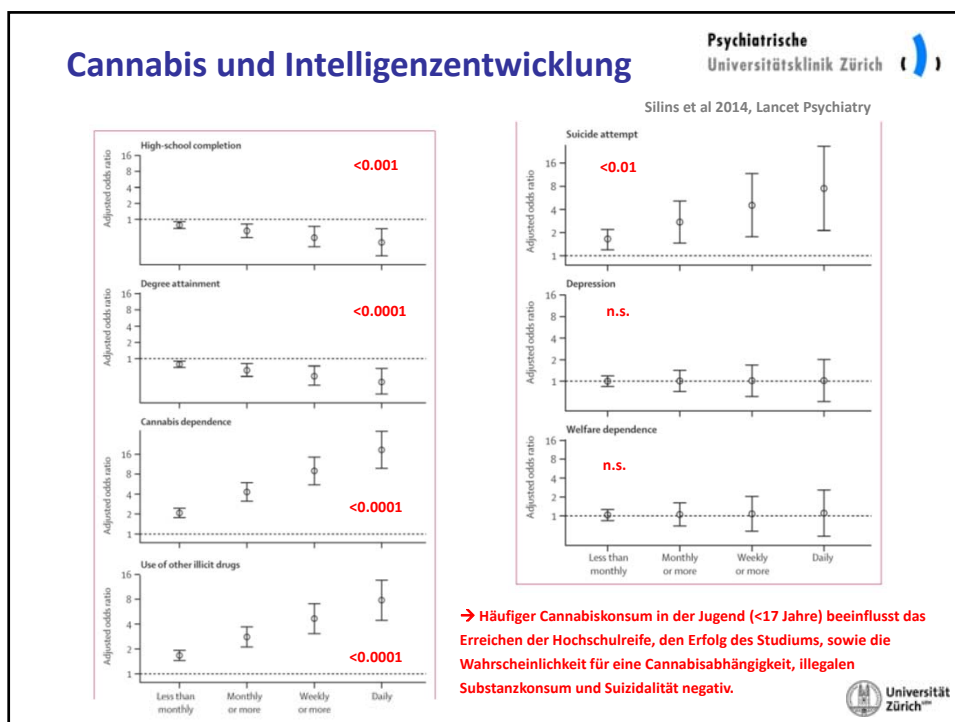 Cannabis und Intelligenzentwicklung
Psychiatrische
Universitätsklinik Zürich
Silins et al 2014, Lancet Psychiatry
High-school completion
<0.001
Adjusted odds ratio
16
8
4
2
1
Degree attainment
<0.0001
Adjusted odds ratio
16
8
4
2
1
Cannabis dependence
<0.0001
Adjusted odds ratio
16
8
4
2
1
Use of other illicit drugs
<0.0001
Adjusted odds ratio
16
8
4
2
1
Less than
monthly
Monthly
or more
Weekly
or more
Daily
Suicide attempt
<0.01
Adjusted odds ratio
16
8
4
2
1
Depression
n.s.
Adjusted odds ratio
16
8
2
1
Welfare dependence
n.s.
Adjusted odds ratio
16
8
4
2
1
Less than
monthly
Monthly
or more
Weekly
or more
Daily
→ Häufiger Cannabiskonsum in der Jugend (<17 Jahre) beeinflusst das
Erreichen der Hochschulreife, den Erfolg des Studiums, sowie die
Wahrscheinlichkeit für eine Cannabisabhängigkeit, illegalen
Substanzkonsum und Suizidalität negativ.
Universität
Zürich UZH